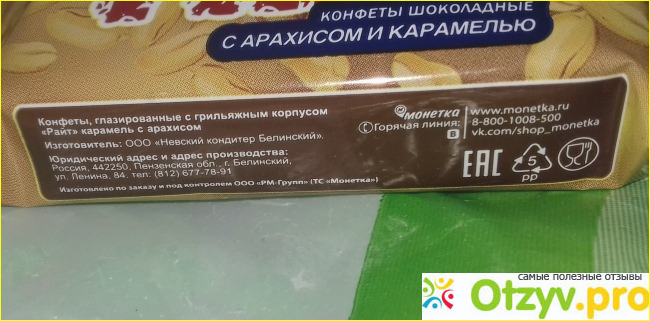 КОНФЕТЫ ШОКОЛАДНЫЕ
С АРАХИСОМ И КАРАМЕЛЬЮ
Конфеты, глазированные с грильяжным корпусом
«Райт» карамель с арахисом
Изготовитель: ООО «Невский кондитер Белинский».
Юридический адрес и адрес производства:
Россия, 442250, Пензенская обл., г. Белинский,
ул. Ленина, 84. тел: (812) 677-78-91
Изготовлено по заказу и под контролем ООО «РМ-Групп» (ТС «Монетка»)
МОНЕТКА
Горячая линия:
В
www.monetka.ru
8-800-1008-500
vk.com/shop_monetka
EAC
5
PP
самые полезные отзывы
Otzyv.pro